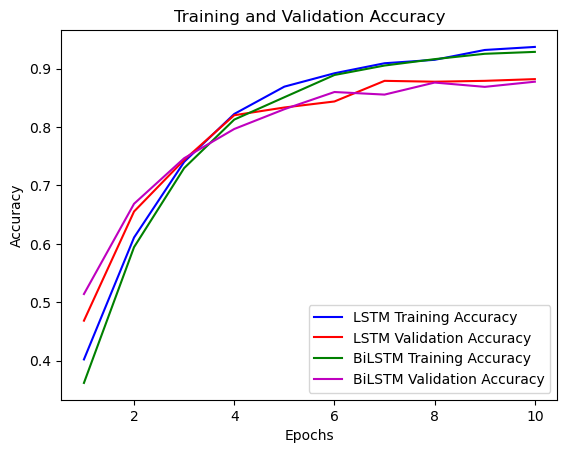 Training and Validation Accuracy
Accuracy
0.9
0.8
0.7
0.6
0.5
0.4
LSTM Training Accuracy
LSTM Validation Accuracy
BiLSTM Training Accuracy
BiLSTM Validation Accuracy
2 4 6 8 10
Epochs